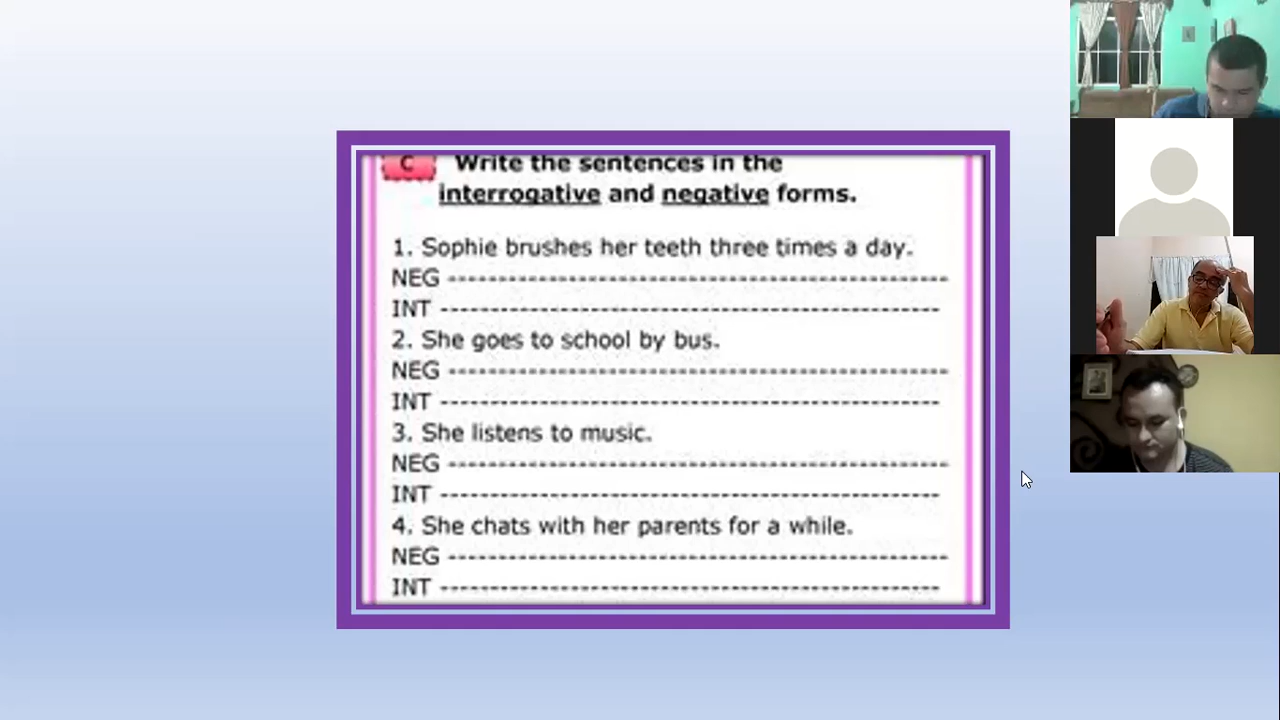 C Write the sentences in the
interrogative and negative forms.
1. Sophie brushes her teeth three times a day.
NEG ------------------------------------------------
INT ------------------------------------------------
2. She goes to school by bus.
NEG ------------------------------------------------
INT ------------------------------------------------
3. She listens to music.
NEG ------------------------------------------------
INT ------------------------------------------------
4. She chats with her parents for a while.
NEG ------------------------------------------------
INT ------------------------------------------------